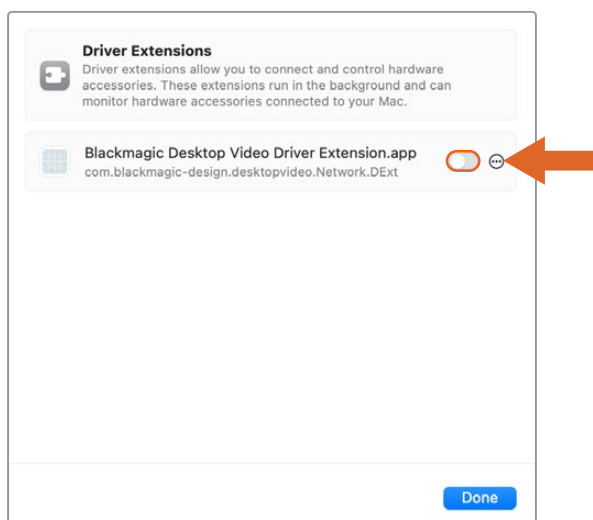 Driver Extensions
Driver extensions allow you to connect and control hardware
accessories. These extensions run in the background and can
monitor hardware accessories connected to your Mac.
Blackmagic Desktop Video Driver Extension.app
com.blackmagic-design.desktopvideo.Network.DExt
Done